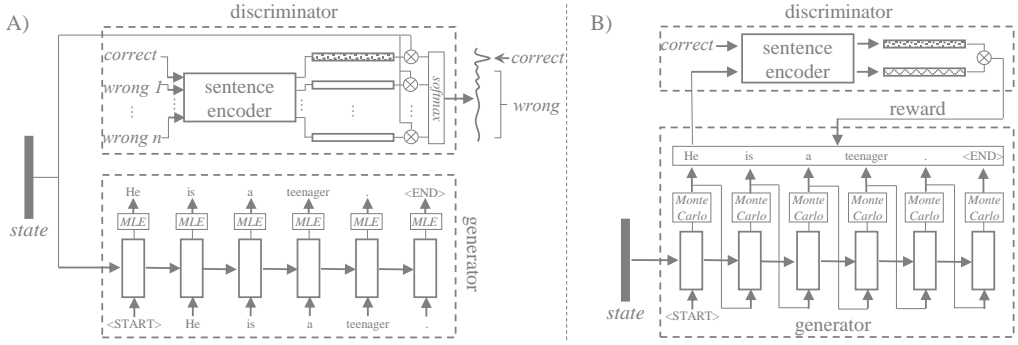 A)
discriminator
correct
wrong 1
wrong n
sentence
encoder
softmax
correct
wrong
state
He is a teenager . <END>
MLE MLE MLE MLE MLE MLE
generator
<START> He is a teenager .
B)
discriminator
correct
sentence
encoder
reward
He is a teenager . <END>
Monte Monte Monte Monte Monte Monte
Carlo Carlo Carlo Carlo Carlo Carlo
state
<START>
generator